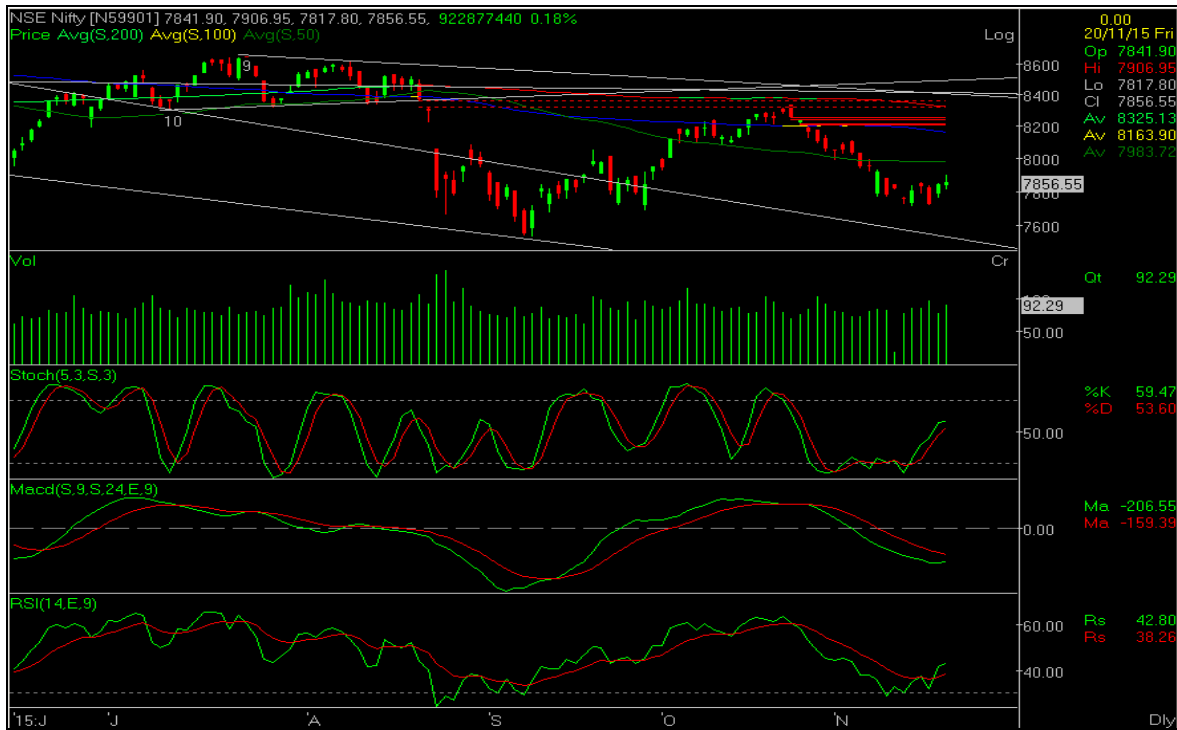 NSE Nifty [N59901] 7841.90, 7906.95, 7817.80, 7856.55, 922877440 0.18%
Price Avg(S,200) Avg(S,100) Avg(S,50)
Log
0.00
20/11/15 Fri
Op 7841.90
Hi 7906.95
Lo 7817.80
Cl 7856.55
Av 8325.13
Av 8163.90
Av 7983.72
9
10
8600
8400
8200
8000
7856.55
7800
7600
Vol
Cr
Qt 92.29
92.29
50.00
Stoch(5,3,S,3)
%K 59.47
%D 53.60
50.00
Macd(S,9,S,24,E,9)
Ma -206.55
Ma -159.39
0.00
RSI(14,E,9)
Rs 42.80
Rs 38.26
60.00
40.00
'15:J 'J 'A 'S 'O 'N Dly